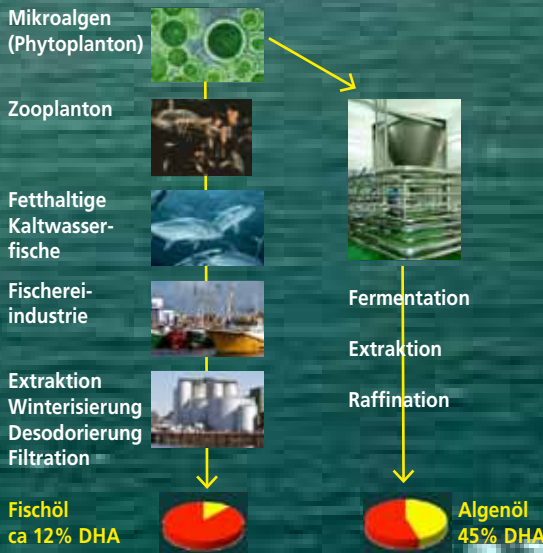 Mikroalgen
(Phytoplanton)
Zooplanton
Fetthaltige
Kaltwasser-
fische
Fischerei-
industrie
Extraktion
Winterisierung
Desodorierung
Filtration
Fischöl
ca 12% DHA
Fermentation
Extraktion
Raffination
Algenöl
45% DHA